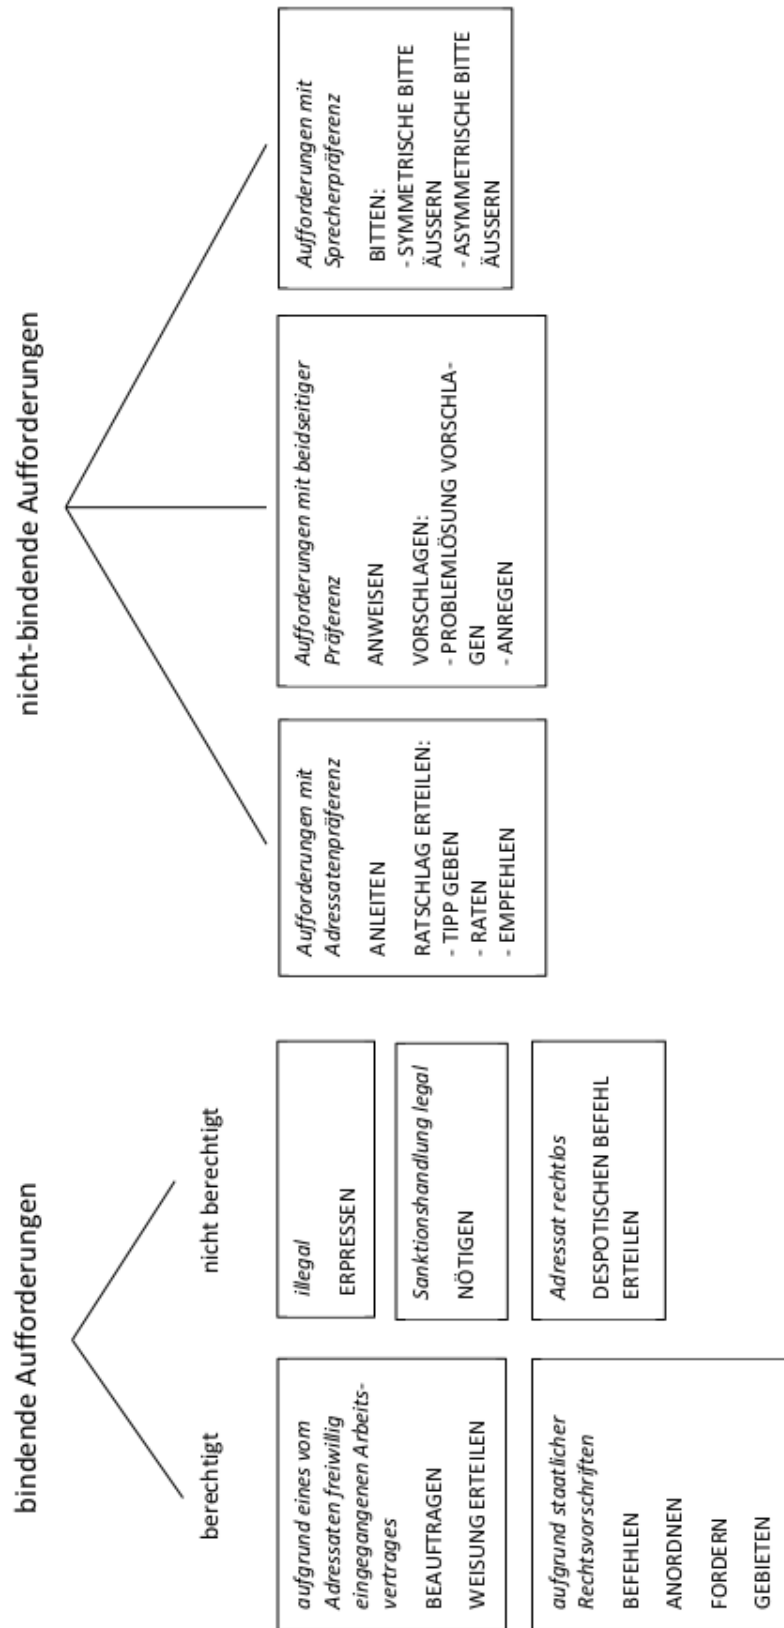 bindende Aufforderungen
berechtigt
nicht berechtigt
aufgrund eines vom
Adressaten freiwillig
eingegangenen Arbeits-
vertrages
BEAUFTRAGEN
WEISUNG ERTEILEN
aufgrund staatlicher
Rechtsvorschriften
BEFEHLEN
ANORDNEN
FORDERN
GEBIETEN
illegal
ERPRESSEN
Sanktionshandlung legal
NÖTIGEN
Adressat rechtlos
DESPOTISCHEN BEFEHL
ERTEILEN
nicht-bindende Aufforderungen
Aufforderungen mit
Adressatenpräferenz
ANLEITEN
RATSCHLAG ERTEILEN:
- TIPP GEBEN
- RATEN
- EMPFEHLEN
Aufforderungen mit beidseitiger
Präferenz
ANWEISEN
VORSCHLAGEN:
- PROBLEMLÖSUNG VORSCHLA-
GEN
- ANREGEN
Aufforderungen mit
Sprecherpräferenz
BITTEN:
- SYMMETRISCHE BITTE
ÄUSSERN
- ASYMMETRISCHE BITTE
ÄUSSERN